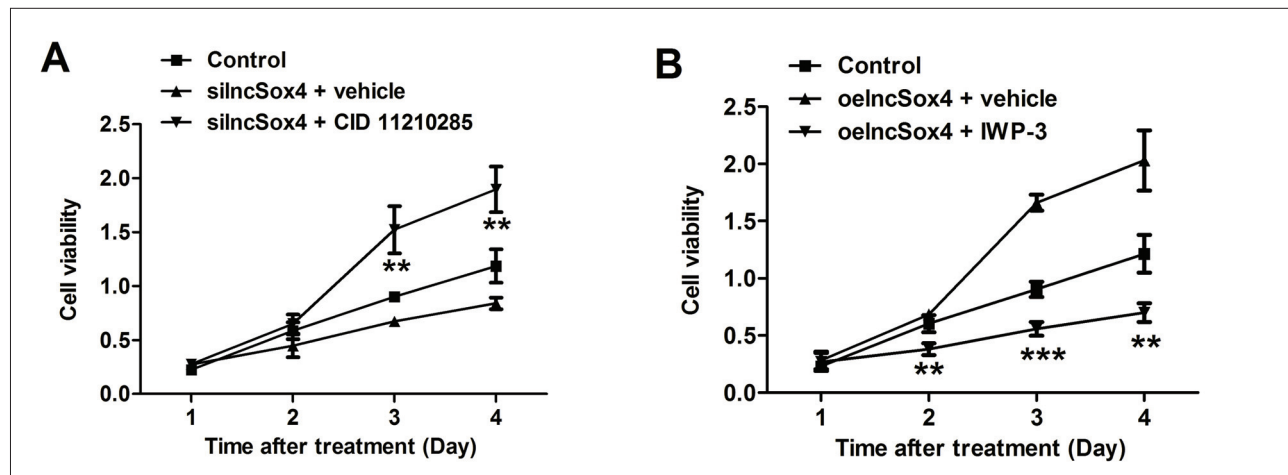 A
Control
silncSox4 + vehicle
silncSox4 + CID 11210285
2.5
2.0
1.5
1.0
0.5
0.0
Cell viability
**
**
1 2 3 4
Time after treatment (Day)
B
Control
oelncSox4 + vehicle
oelncSox4 + IWP-3
2.5
2.0
1.5
1.0
0.5
0.0
Cell viability
**
***
**
1 2 3 4
Time after treatment (Day)